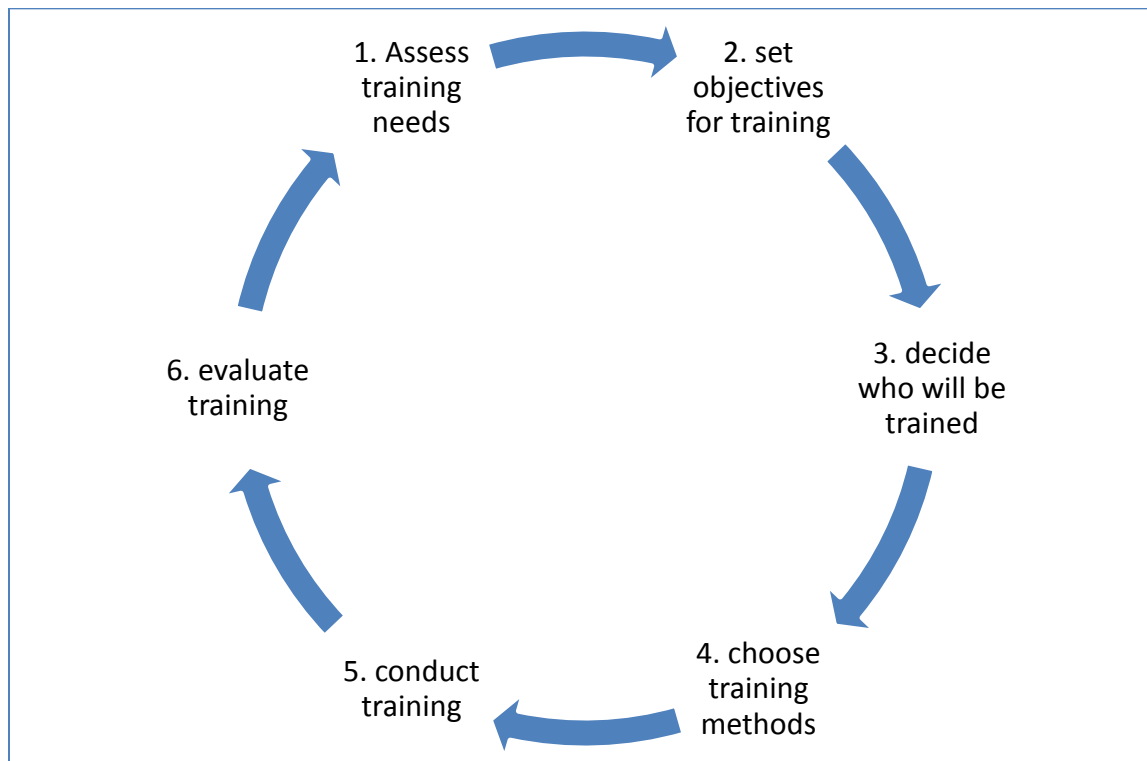 1. Assess
training
needs
2. set
objectives
for training
3. decide
who will be
trained
4. choose
training
methods
5. conduct
training
6. evaluate
training